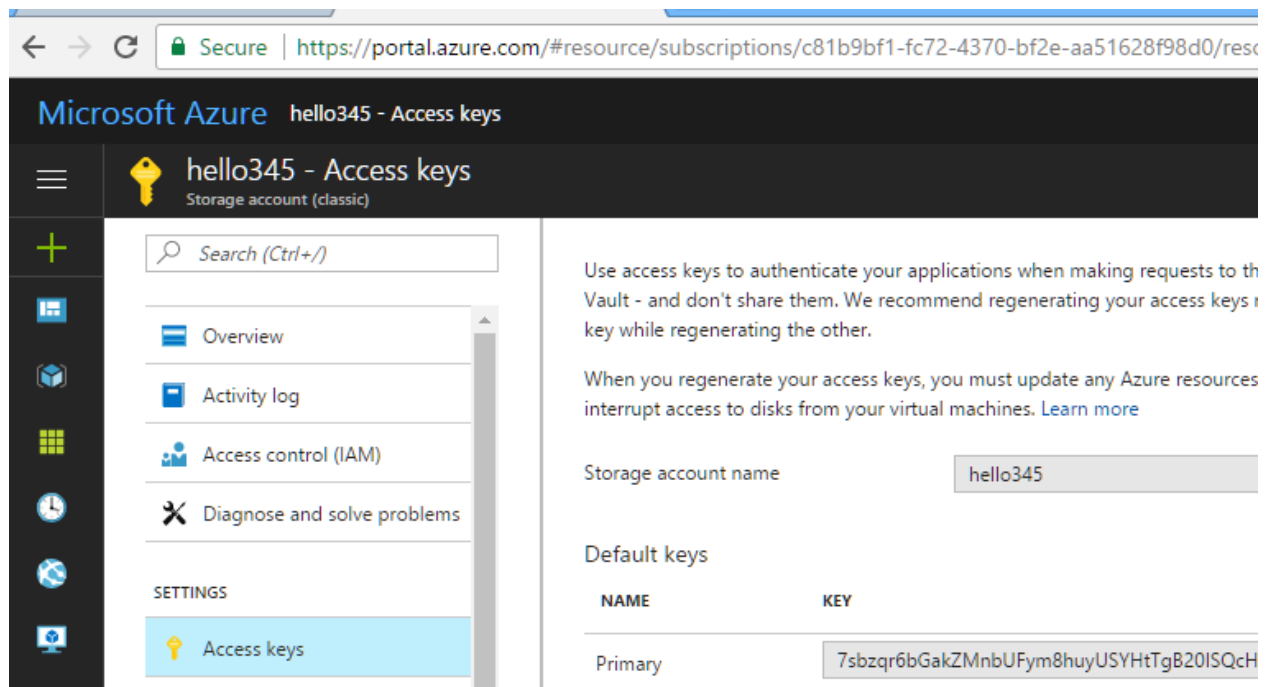 Secure | https://portal.azure.com/#resource/subscriptions/c81b9bf1-fc72-4370-bf2e-aa51628f98d0/reso
Microsoft Azure hello345 - Access keys
hello345 - Access keys
Storage account (classic)
Search (Ctrl+/)
Overview
Activity log
Access control (IAM)
Diagnose and solve problems
SETTINGS
Access keys
Use access keys to authenticate your applications when making requests to th
Vault - and don't share them. We recommend regenerating your access keys r
key while regenerating the other.
When you regenerate your access keys, you must update any Azure resources
interrupt access to disks from your virtual machines. Learn more
Storage account name hello345
Default keys
NAME KEY
Primary 7sbzqr6bGakZMnbUFym8huyUSYHtTgB20ISQcH